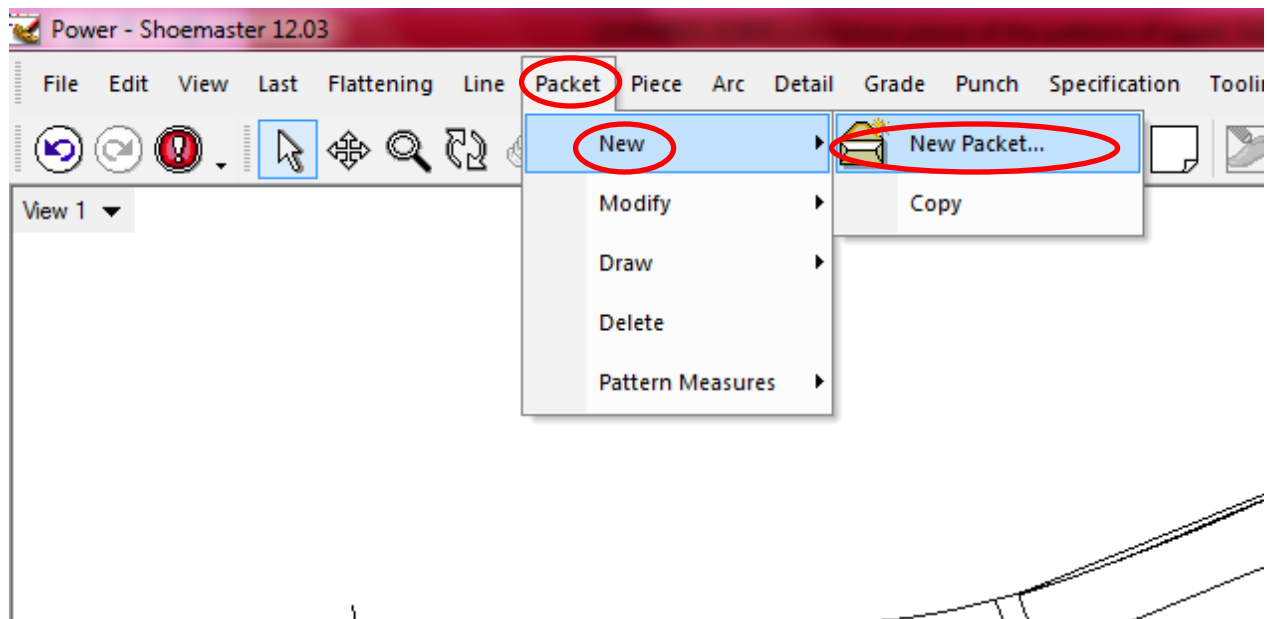 Power - Shoemaster 12.03
File Edit View Last Flattening Line Packet Piece Arc Detail Grade Punch Specification
New New Packet...
View 1 Modify Copy
Draw
Delete
Pattern Measures